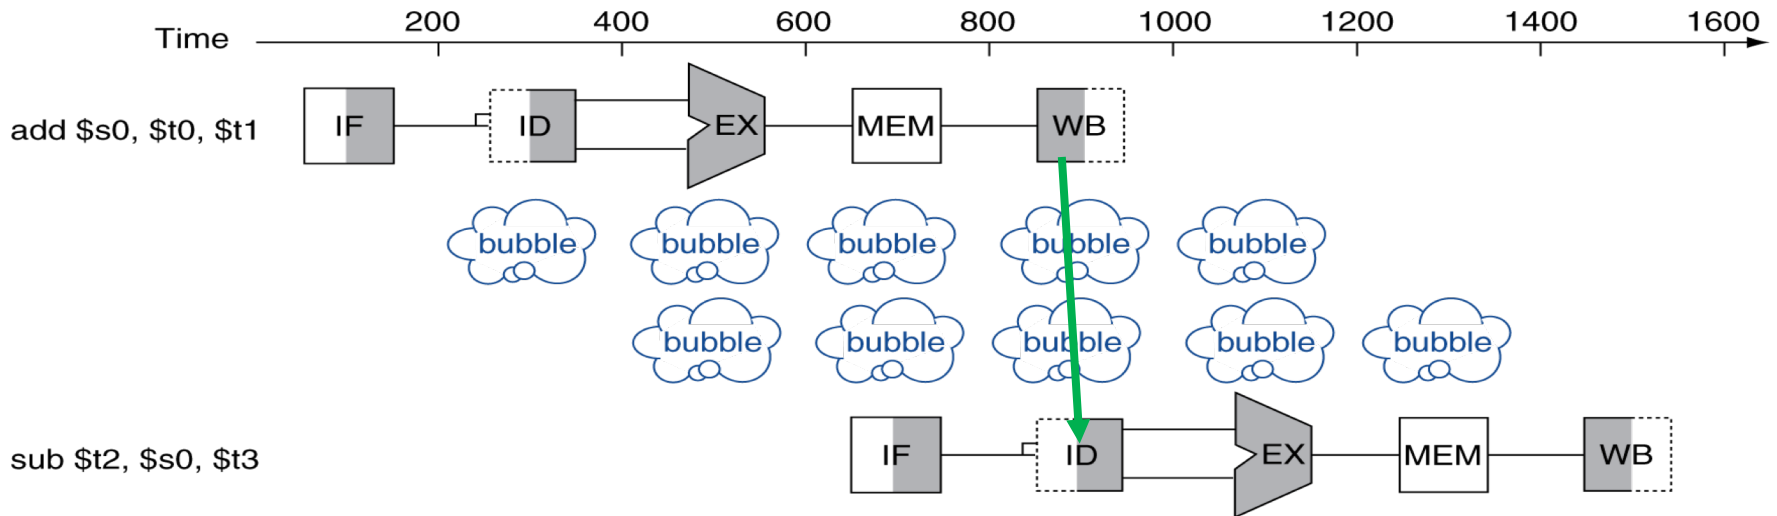 200 400 600 800 1000 1200 1400 1600
Time
add $s0, $t0, $t1 IF ID EX MEM WB
bubble bubble bubble bubble bubble
bubble bubble bubble bubble bubble
sub $t2, $s0, $t3 IF ID EX MEM WB